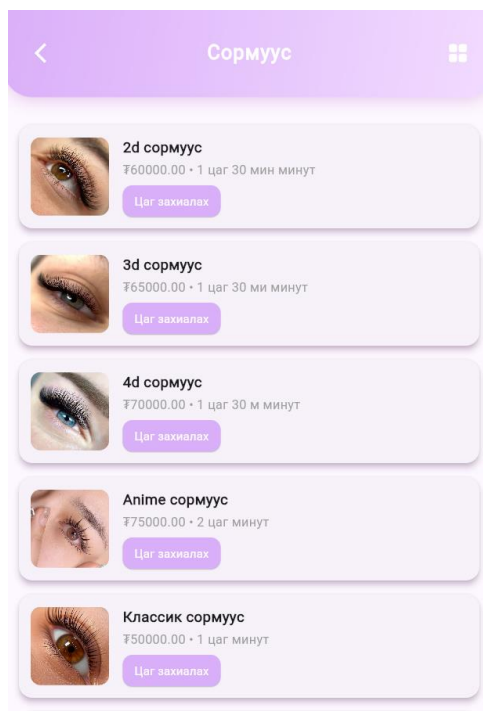 Сормуус
2d сормуус
₮60000.00 • 1 цаг 30 мин минут
Цаг захиалах
3d сормуус
₮65000.00 • 1 цаг 30 ми минут
Цаг захиалах
4d сормуус
₮70000.00 • 1 цаг 30 м минут
Цаг захиалах
Anime сормуус
₮75000.00 • 2 цаг минут
Цаг захиалах
Классик сормуус
₮50000.00 • 1 цаг минут
Цаг захиалах